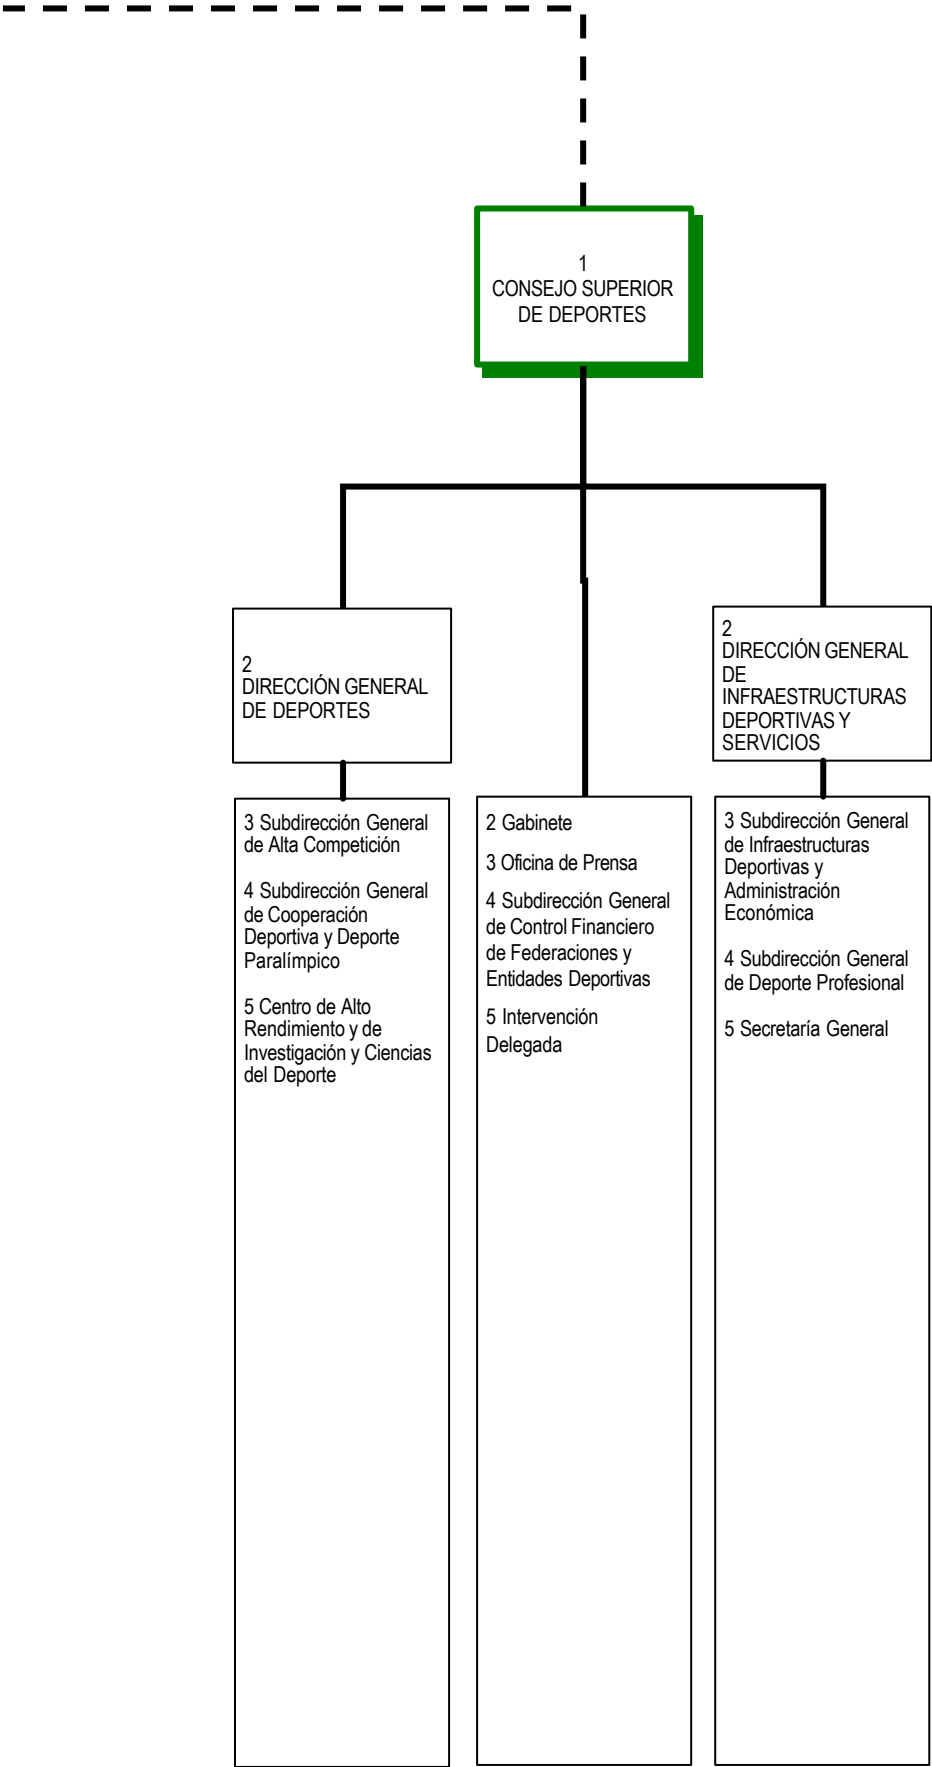 1
CONSEJO SUPERIOR
DE DEPORTES
2
DIRECCIÓN GENERAL
DE DEPORTES
2
DIRECCIÓN GENERAL
DE
INFRAESTRUCTURAS
DEPORTIVAS Y
SERVICIOS
3 Subdirección General
de Alta Competición
4 Subdirección General
de Cooperación
Deportiva y Deporte
Paralímpico
5 Centro de Alto
Rendimiento y de
Investigación y Ciencias
del Deporte
2 Gabinete
3 Oficina de Prensa
4 Subdirección General
de Control Financiero
de Federaciones y
Entidades Deportivas
5 Intervención
Delegada
3 Subdirección General
de Infraestructuras
Deportivas y
Administración
Económica
4 Subdirección General
de Deporte Profesional
5 Secretaría General